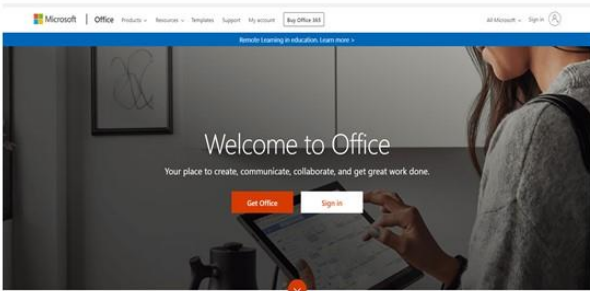 Microsoft Office Products Resources Templates Support My account Buy Office 365 All Microsoft Sign in
Remote Learning in education. Learn more >
Welcome to Office
Your place to create, communicate, collaborate, and get great work done.
Get Office Sign in